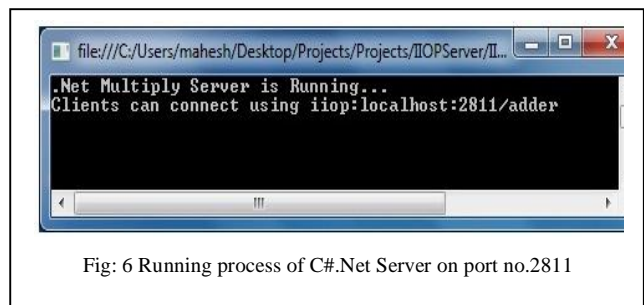 file:///C:/Users/mahesh/Desktop/Projects/Projects/IIOPServer/II...
.Net Multiply Server is Running...
Clients can connect using iiop:localhost:2811/adder
Fig: 6 Running process of C#.Net Server on port no.2811